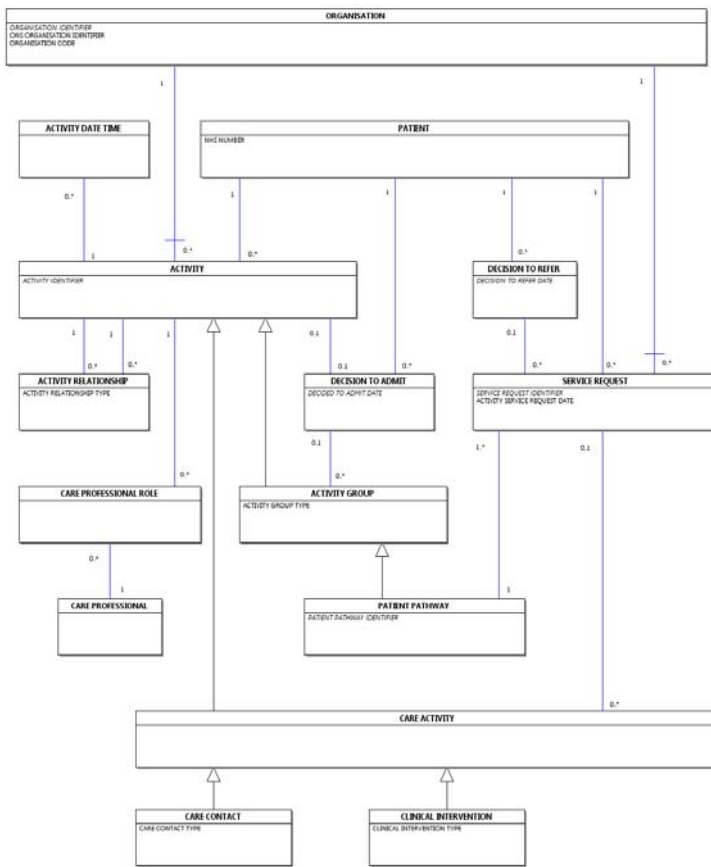 ORGANISATION
ORGANISATION IDENTIFIER
ORGANISATION CODE
1
1
ACTIVITY DATE TIME
PATIENT
NHS NUMBER
0..*
1
1
1
1
1
0..*
0..*
0..*
ACTIVITY
ACTIVITY IDENTIFIER
DECISION TO REFER
DECISION TO REFER DATE
1
1
1
0.1
0.1
0..*
0..*
0.1
0..*
0..*
0..*
0..*
ACTIVITY RELATIONSHIP
ACTIVITY RELATIONSHIP TYPE
DECISION TO ADMIT
DECIDED TO ADMIT DATE
SERVICE REQUEST
SERVICE REQUEST IDENTIFIER
ACTIVITY SERVICE REQUEST DATE
0.1
1..*
0.1
0..*
0..*
CARE PROFESSIONAL ROLE
ACTIVITY GROUP
ACTIVITY GROUP TYPE
0..*
1
1
CARE PROFESSIONAL
PATIENT PATHWAY
PATIENT PATHWAY IDENTIFIER
0..*
CARE ACTIVITY
CARE CONTACT
CARE CONTACT TYPE
CLINICAL INTERVENTION
CLINICAL INTERVENTION TYPE